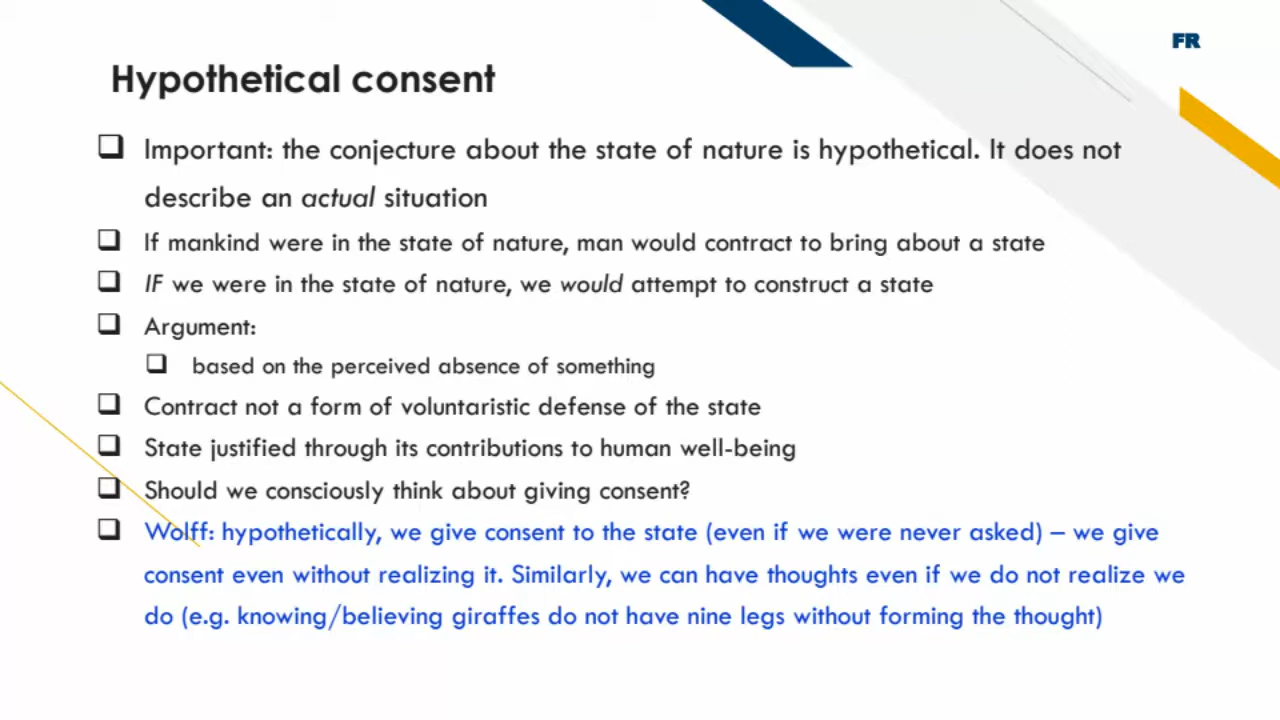 FR
Hypothetical consent
Important: the conjecture about the state of nature is hypothetical. It does not
describe an actual situation
If mankind were in the state of nature, man would contract to bring about a state
IF we were in the state of nature, we would attempt to construct a state
Argument:
based on the perceived absence of something
Contract not a form of voluntaristic defense of the state
State justified through its contributions to human well-being
Should we consciously think about giving consent?
Wolff: hypothetically, we give consent to the state (even if we were never asked) – we give
consent even without realizing it. Similarly, we can have thoughts even if we do not realize we
do (e.g. knowing/believing giraffes do not have nine legs without forming the thought)